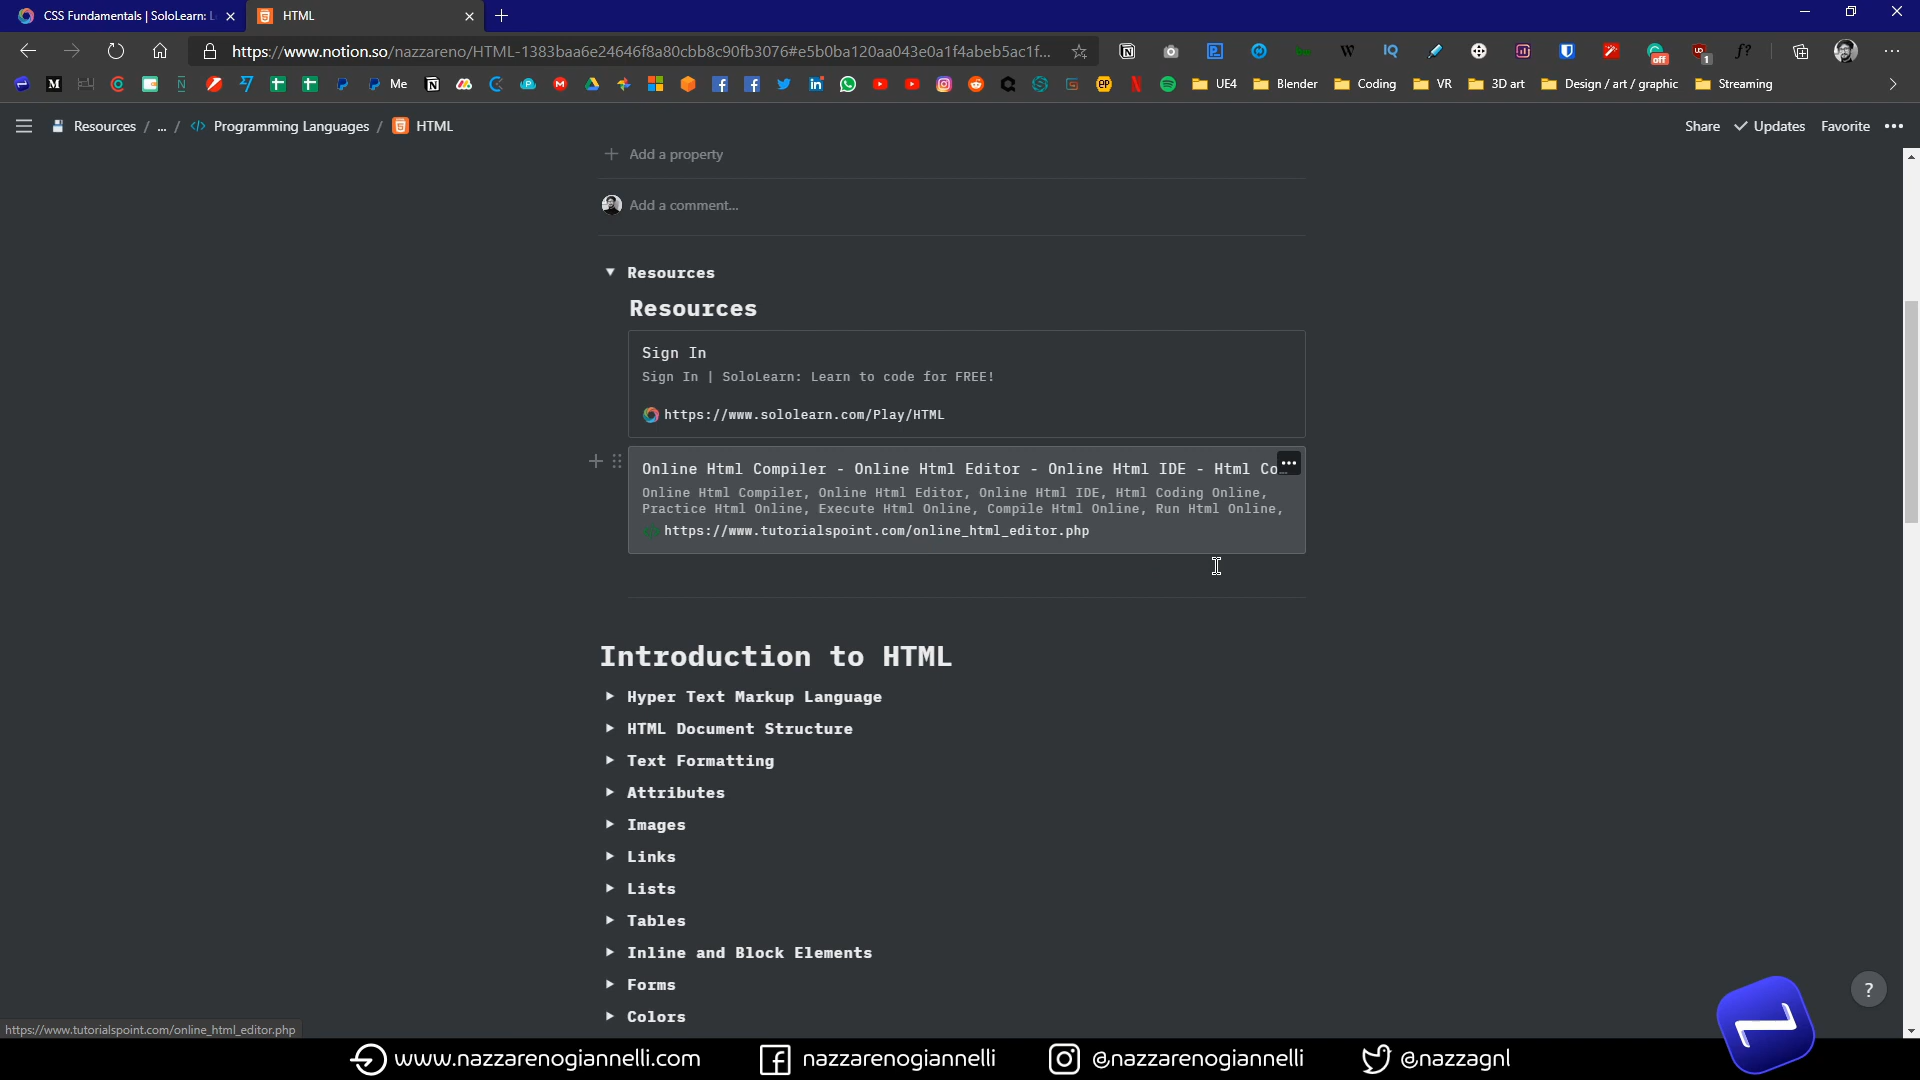 CSS Fundamentals | SoloLearn: L
HTML
https://www.notion.so/nazzareno/HTML-1383baa6e24646f8a80cbb8c90fb3076#e5b0ba120aa043e0a1f4abeb5ac1f...
Me
UE4
Blender
Coding
VR
3D art
Design / art / graphic
Streaming
Resources / ... / Programming Languages / HTML
Share
Updates
Favorite
Add a property
Add a comment...
Resources
Resources
Sign In
Sign In | SoloLearn: Learn to code for FREE!
https://www.sololearn.com/Play/HTML
Online Html Compiler - Online Html Editor - Online Html IDE - Html Co…
Online Html Compiler, Online Html Editor, Online Html IDE, Html Coding Online,
Practice Html Online, Execute Html Online, Compile Html Online, Run Html Online,
https://www.tutorialspoint.com/online_html_editor.php
Introduction to HTML
Hyper Text Markup Language
HTML Document Structure
Text Formatting
Attributes
Images
Links
Lists
Tables
Inline and Block Elements
Forms
Colors
?
https://www.tutorialspoint.com/online_html_editor.php
www.nazzarenogiannelli.com
nazzarenogiannelli
@nazzarenogiannelli
@nazzagnl